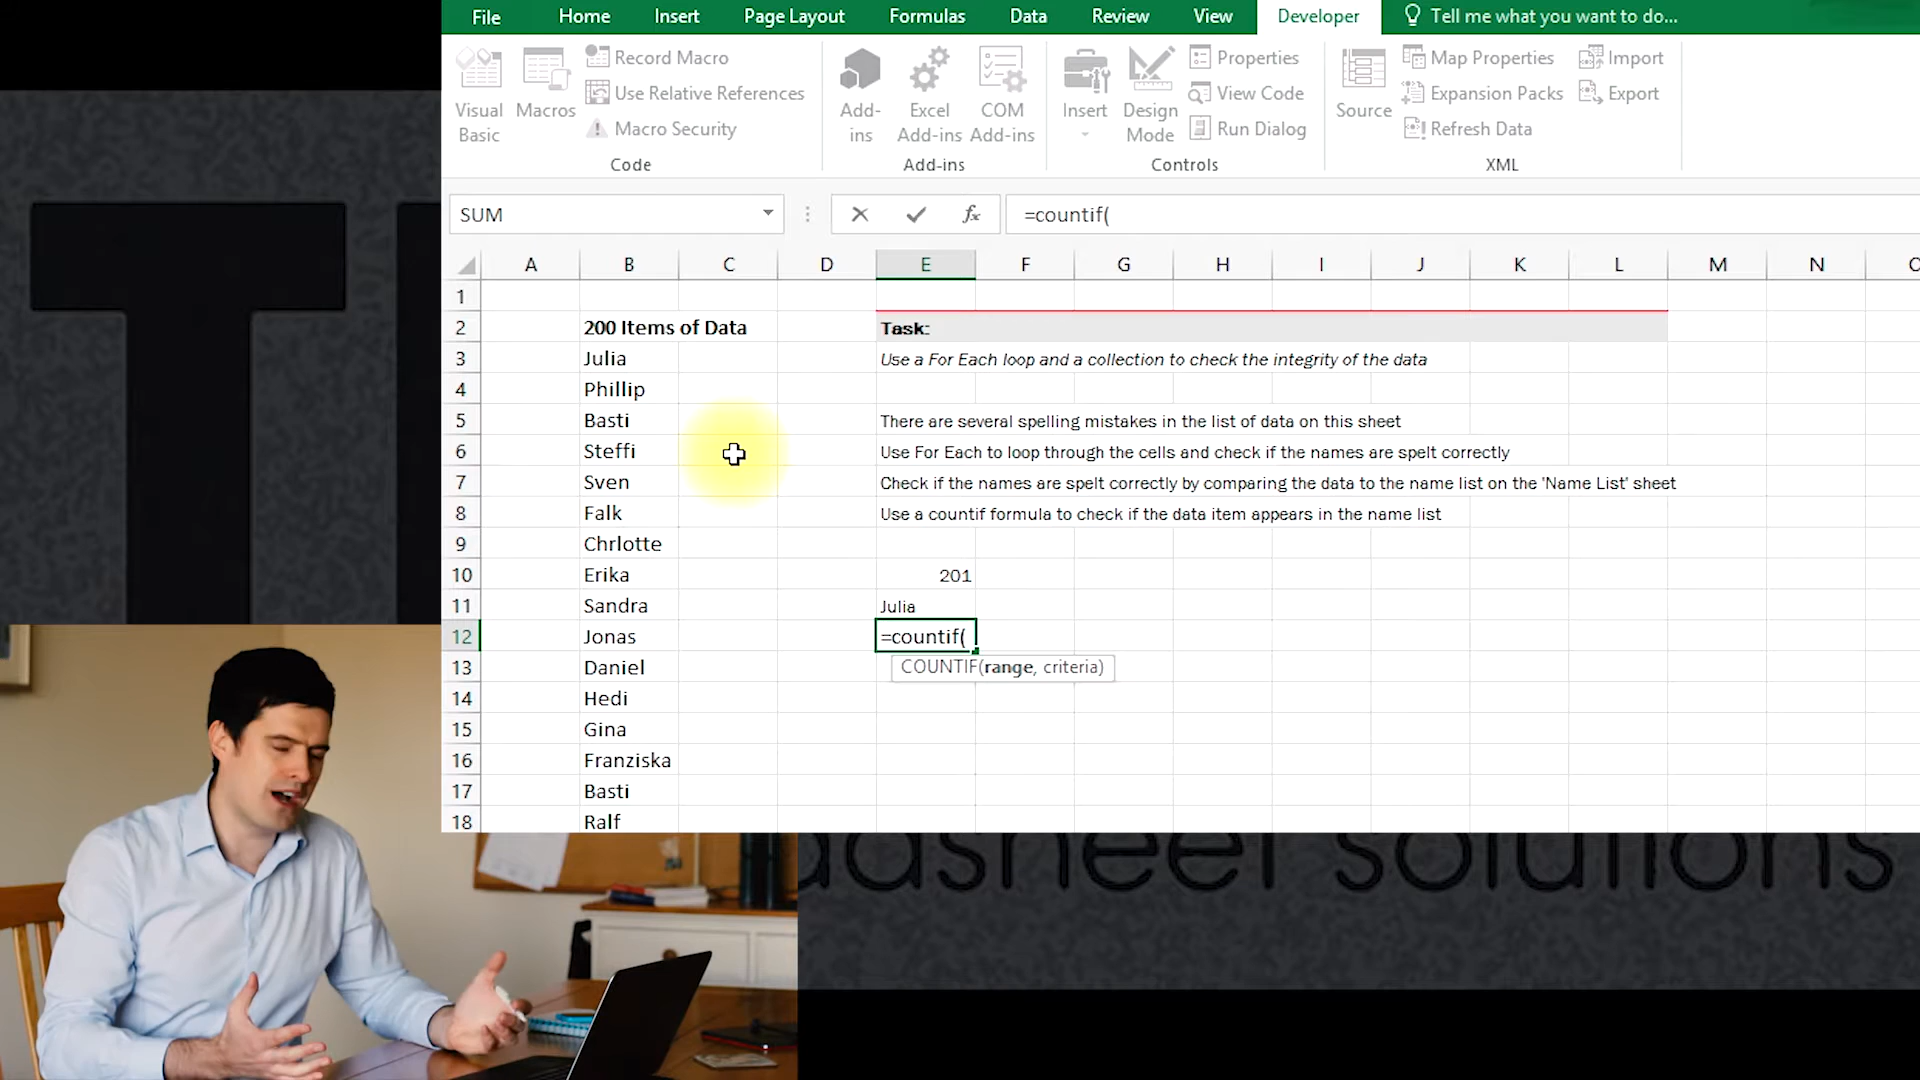 File Home Insert Page Layout Formulas Data Review View Developer Tell me what you want to do...
Visual Basic
Macros
Record Macro
Use Relative References
Macro Security
Code
Add-ins
Excel Add-ins
COM Add-ins
Add-ins
Insert
Design Mode
Properties
View Code
Run Dialog
Controls
Source
Map Properties
Expansion Packs
Refresh Data
Import
Export
XML
SUM fx =countif(
A B C D E F G H I J K L M N
1
2 200 Items of Data Task:
3 Julia Use a For Each loop and a collection to check the integrity of the data
4 Phillip
5 Basti There are several spelling mistakes in the list of data on this sheet
6 Steffi Use For Each to loop through the cells and check if the names are spelt correctly
7 Sven Check if the names are spelt correctly by comparing the data to the name list on the 'Name List' sheet
8 Falk Use a countif formula to check if the data item appears in the name list
9 Chrlotte
10 Erika 201
11 Sandra Julia
12 Jonas =countif(
13 Daniel COUNTIF(range, criteria)
14 Hedi
15 Gina
16 Franziska
17 Basti
18 Ralf
solutions